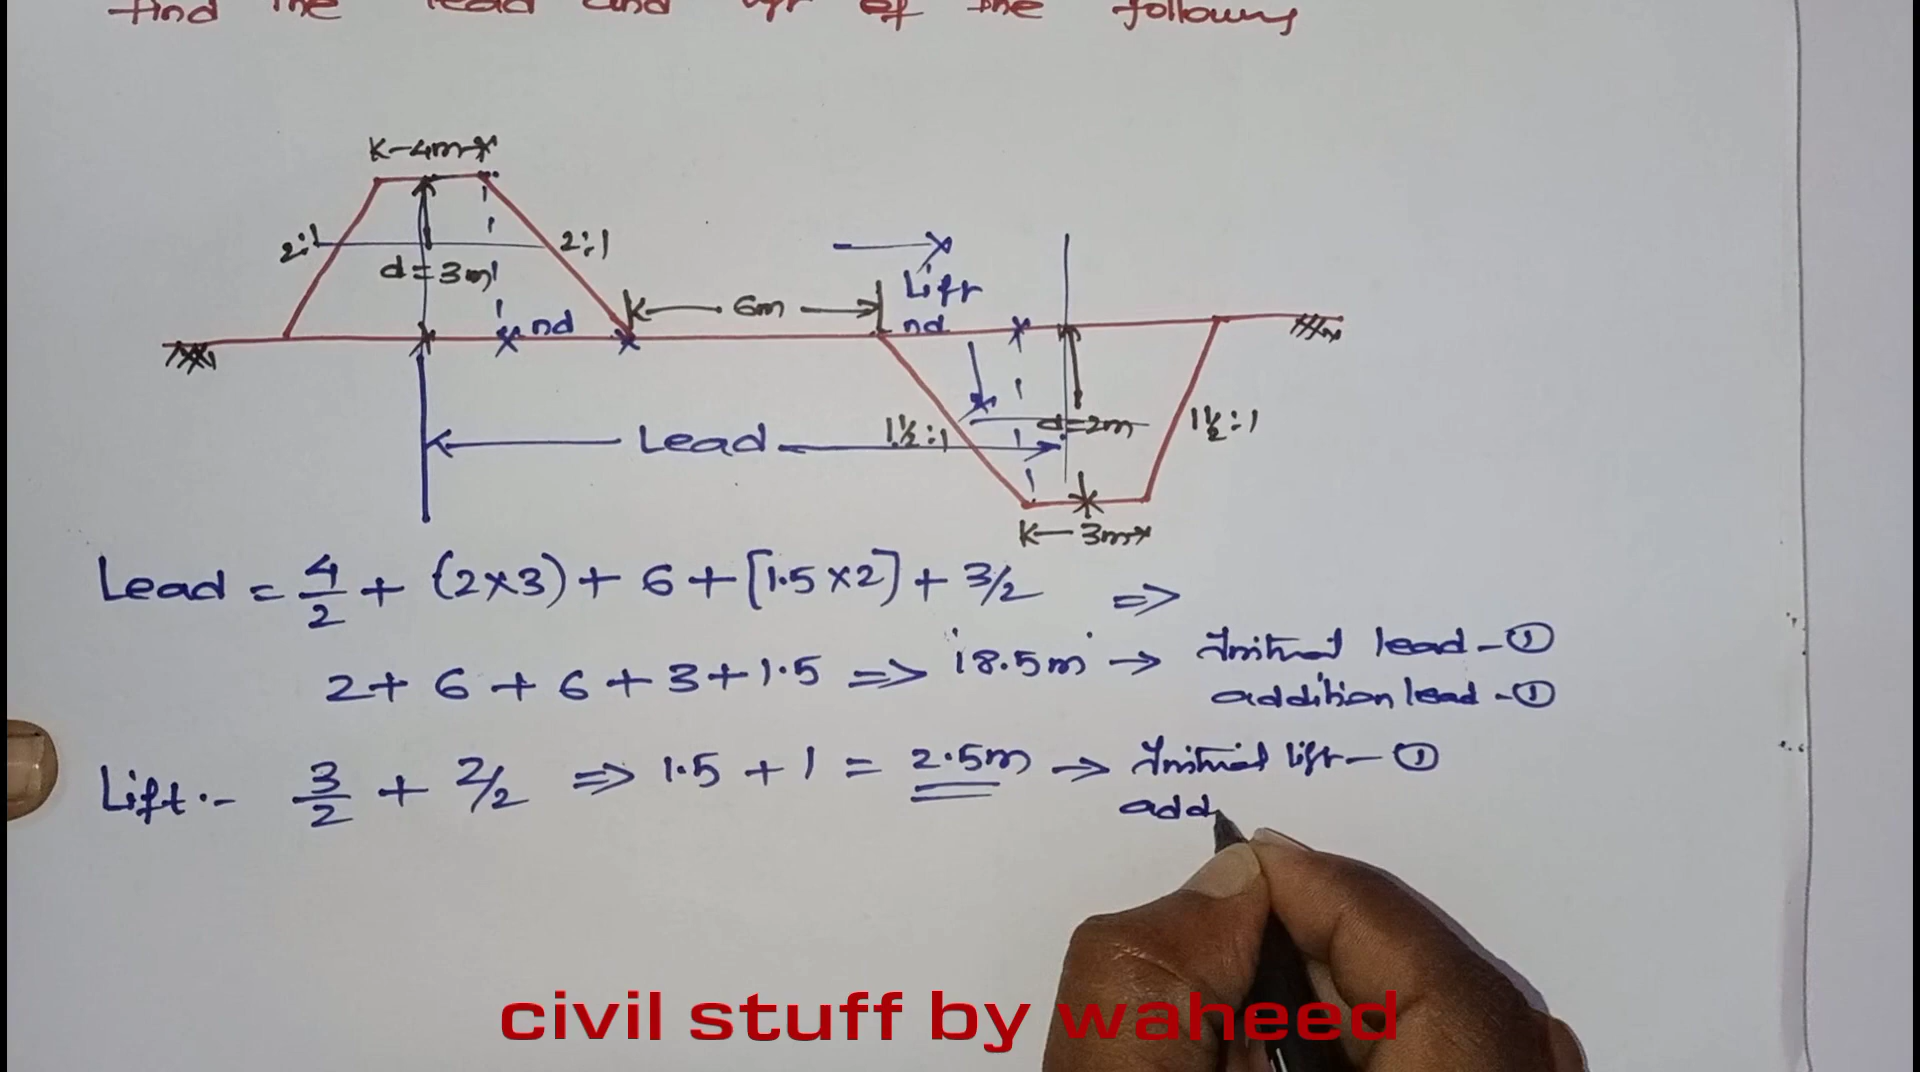 find the lead and lift of the following
K-4m-x
2:1
2:1
d=3m
nd
K← 6m →
Lift
nd
1½:1
1½:1
d=2m
Lead
K-3m-x
Lead = 4/2 + (2×3) + 6 + [1.5×2] + 3/2 ⇒
2 + 6 + 6 + 3 + 1.5 ⇒ 18.5m → Initial lead - ①
addition lead - ①
Lift:- 3/2 + 2/2 ⇒ 1.5 + 1 = 2.5m → Initial lift - ①
add
civil stuff by waheed